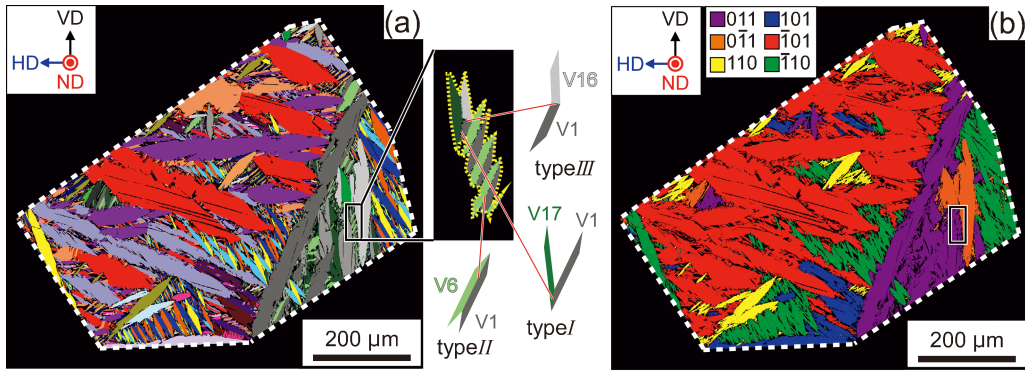 (a)
VD
HD
ND
V16
V1
typeIII
V17
V1
typeI
V6
V1
typeII
200 μm
(b)
VD
HD
ND
011 101
01̄1 1̄01
110 1̄10
200 μm